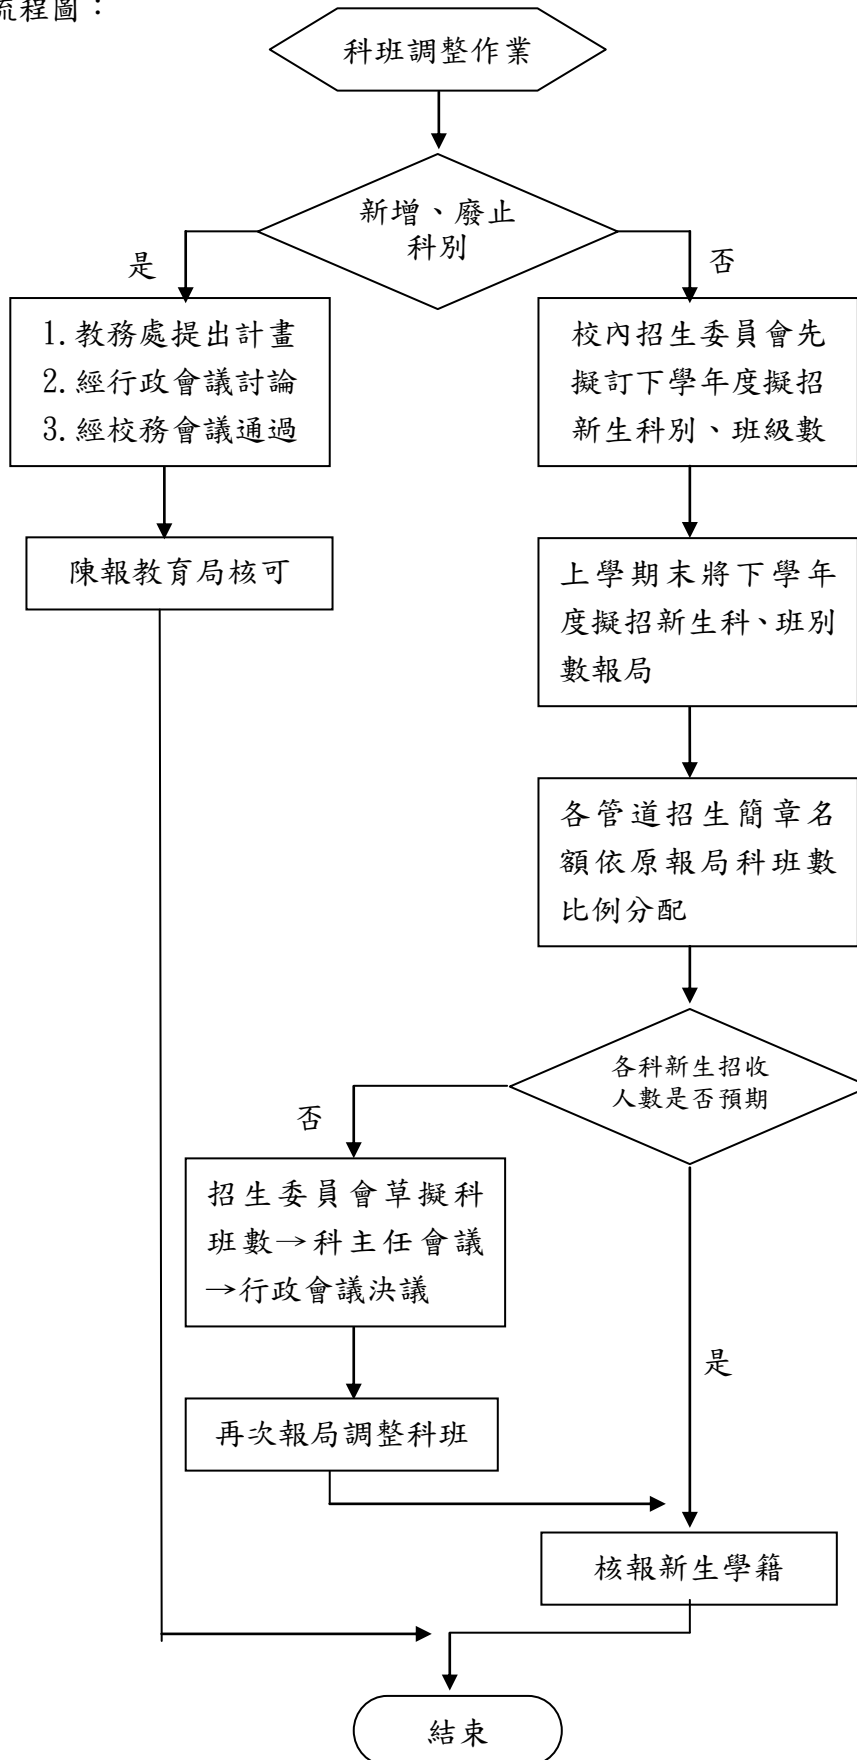 流程圖：
科班調整作業
新增、廢止
科別
是
否
1.教務處提出計畫
2.經行政會議討論
3.經校務會議通過
校內招生委員會先
擬訂下學年度擬招
新生科別、班級數
陳報教育局核可
上學期末將下學年
度擬招新生科、班別
數報局
各管道招生簡章名
額依原報局科班數
比例分配
各科新生招收
人數是否預期
否
招生委員會草擬科
班數→科主任會議
→行政會議決議
是
再次報局調整科班
核報新生學籍
結束